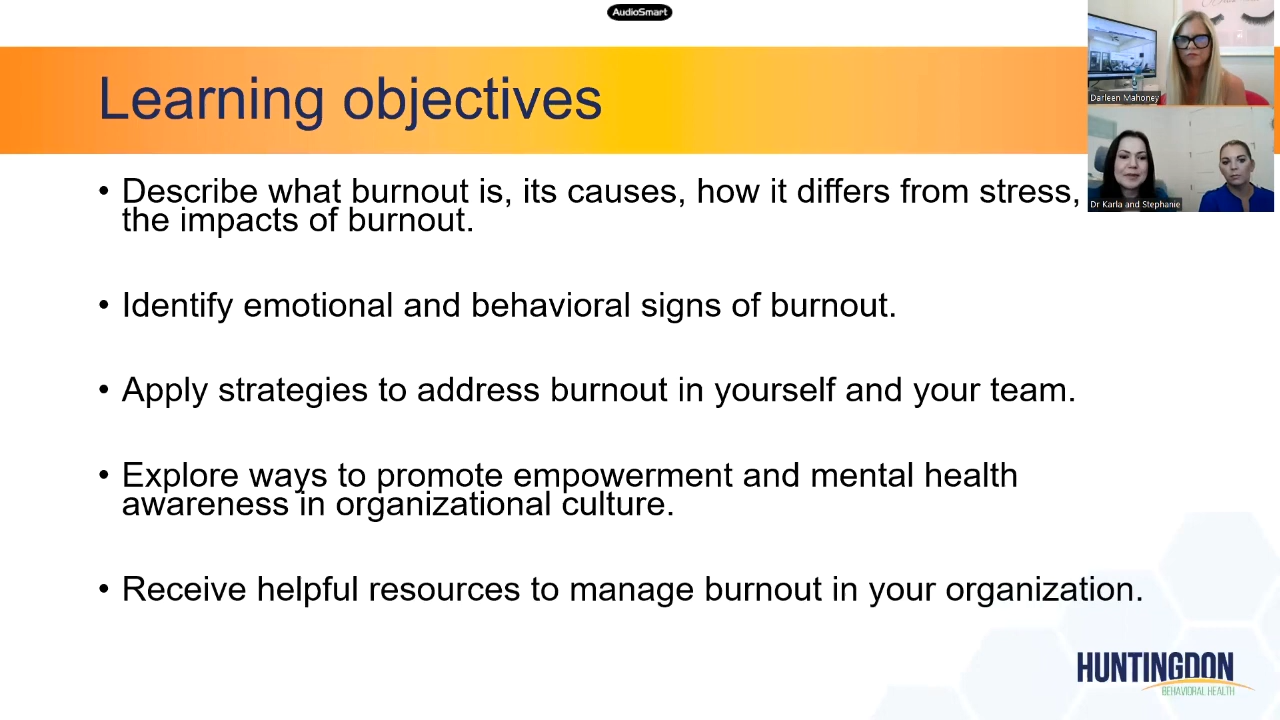 AudioSmart
Learning objectives
Darleen Mahoney
Dr Karla and Stephanie
• Describe what burnout is, its causes, how it differs from stress,
the impacts of burnout.
• Identify emotional and behavioral signs of burnout.
• Apply strategies to address burnout in yourself and your team.
• Explore ways to promote empowerment and mental health
awareness in organizational culture.
• Receive helpful resources to manage burnout in your organization.
HUNTINGDON
BEHAVIORAL HEALTH